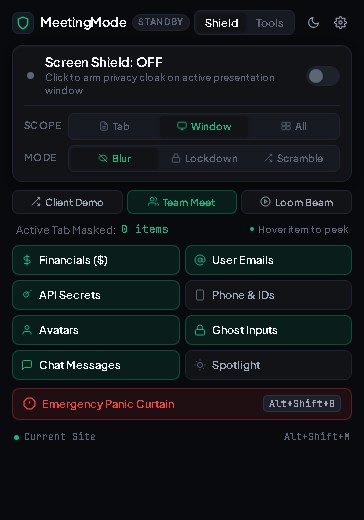 MeetingMode STANDBY Shield Tools
Screen Shield: OFF
Click to arm privacy cloak on active presentation
window
SCOPE Tab Window All
MODE Blur Lockdown Scramble
Client Demo Team Meet Loom Beam
Active Tab Masked: 0 items Hover item to peek
Financials ($) User Emails
API Secrets Phone & IDs
Avatars Ghost Inputs
Chat Messages Spotlight
Emergency Panic Curtain Alt+Shift+B
Current Site Alt+Shift+M